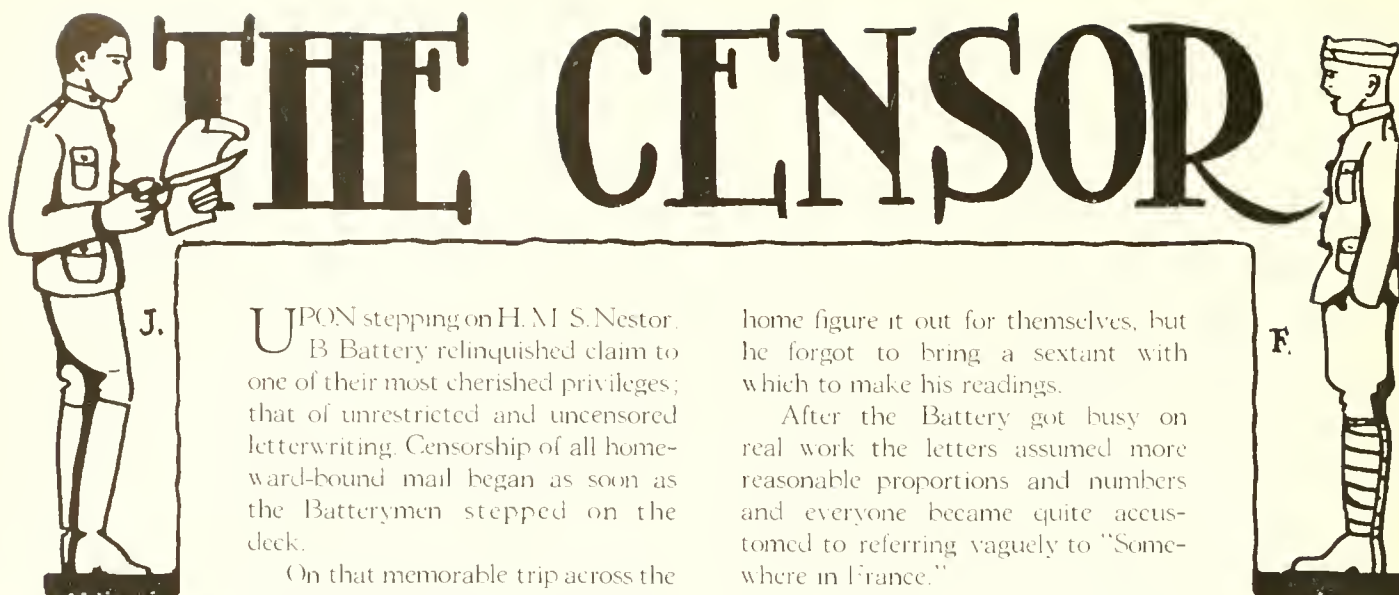 THE CENSOR
J.
F.
UPON stepping on H. M. S. Nestor,
B Battery relinquished claim to
one of their most cherished privileges;
that of unrestricted and uncensored
letterwriting. Censorship of all home-
ward-bound mail began as soon as
the Batterymen stepped on the
deck.
On that memorable trip across the
home figure it out for themselves, but
he forgot to bring a sextant with
which to make his readings.
After the Battery got busy on
real work the letters assumed more
reasonable proportions and numbers
and everyone became quite accus-
tomed to referring vaguely to "Some-
where in France."